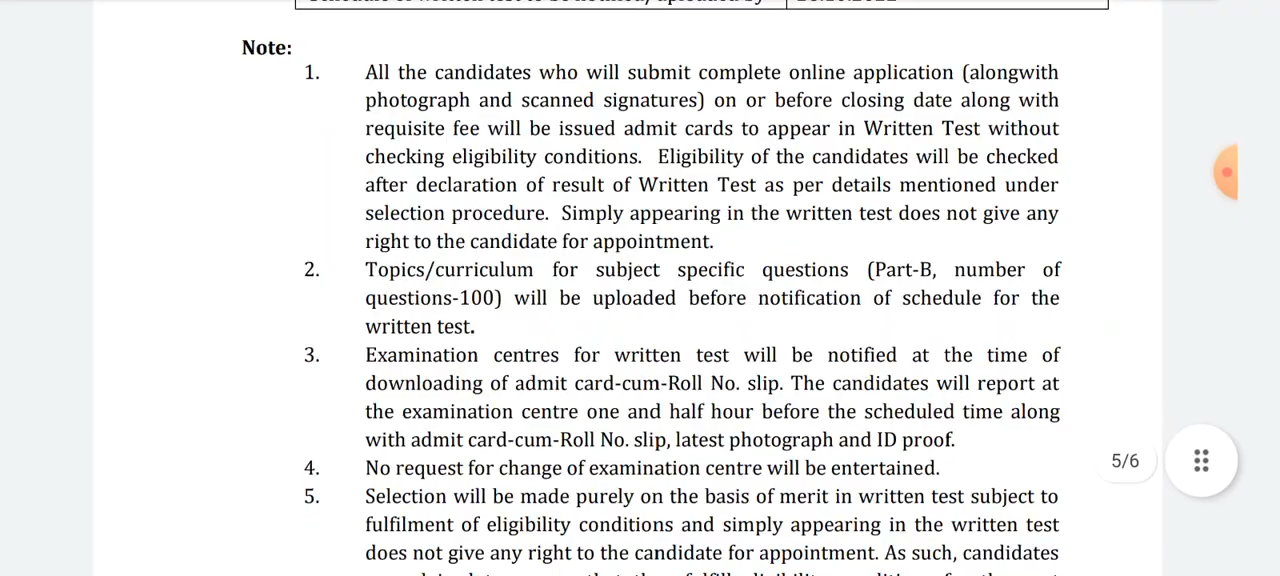 Note:
1. All the candidates who will submit complete online application (alongwith
photograph and scanned signatures) on or before closing date along with
requisite fee will be issued admit cards to appear in Written Test without
checking eligibility conditions. Eligibility of the candidates will be checked
after declaration of result of Written Test as per details mentioned under
selection procedure. Simply appearing in the written test does not give any
right to the candidate for appointment.
2. Topics/curriculum for subject specific questions (Part-B, number of
questions-100) will be uploaded before notification of schedule for the
written test.
3. Examination centres for written test will be notified at the time of
downloading of admit card-cum-Roll No. slip. The candidates will report at
the examination centre one and half hour before the scheduled time along
with admit card-cum-Roll No. slip, latest photograph and ID proof.
4. No request for change of examination centre will be entertained.
5/6
5. Selection will be made purely on the basis of merit in written test subject to
fulfilment of eligibility conditions and simply appearing in the written test
does not give any right to the candidate for appointment. As such, candidates